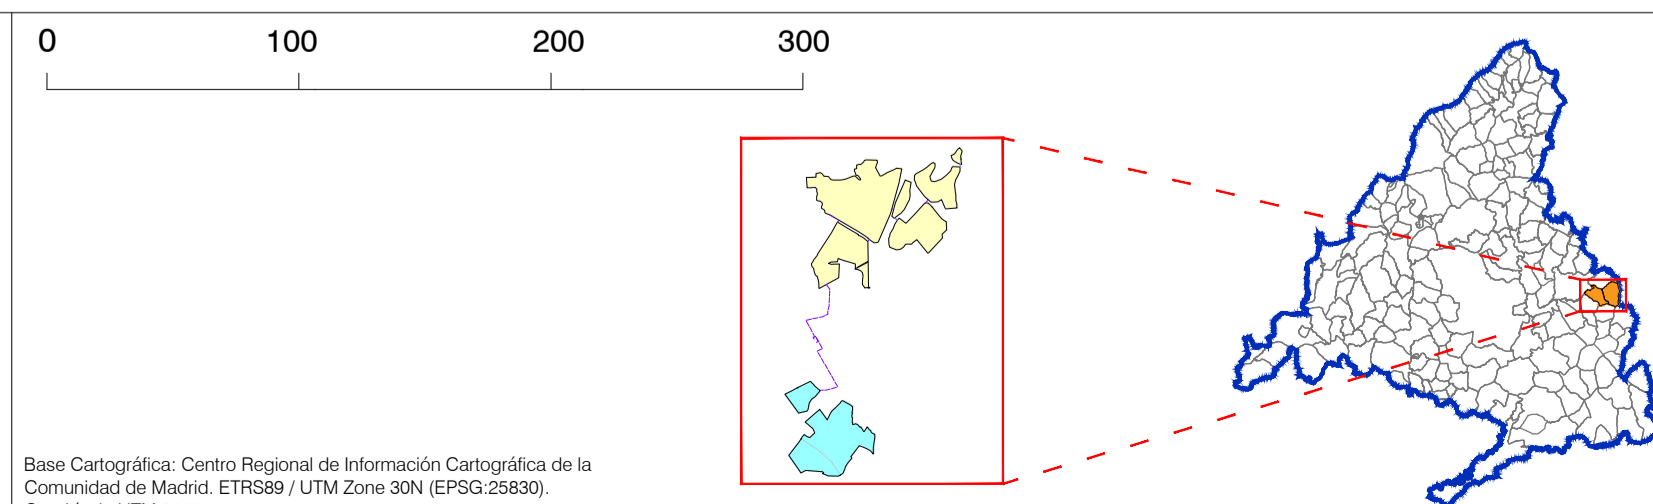 0 100 200 300
Base Cartográfica: Centro Regional de Información Cartográfica de la
Comunidad de Madrid. ETRS89 / UTM Zone 30N (EPSG:25830).